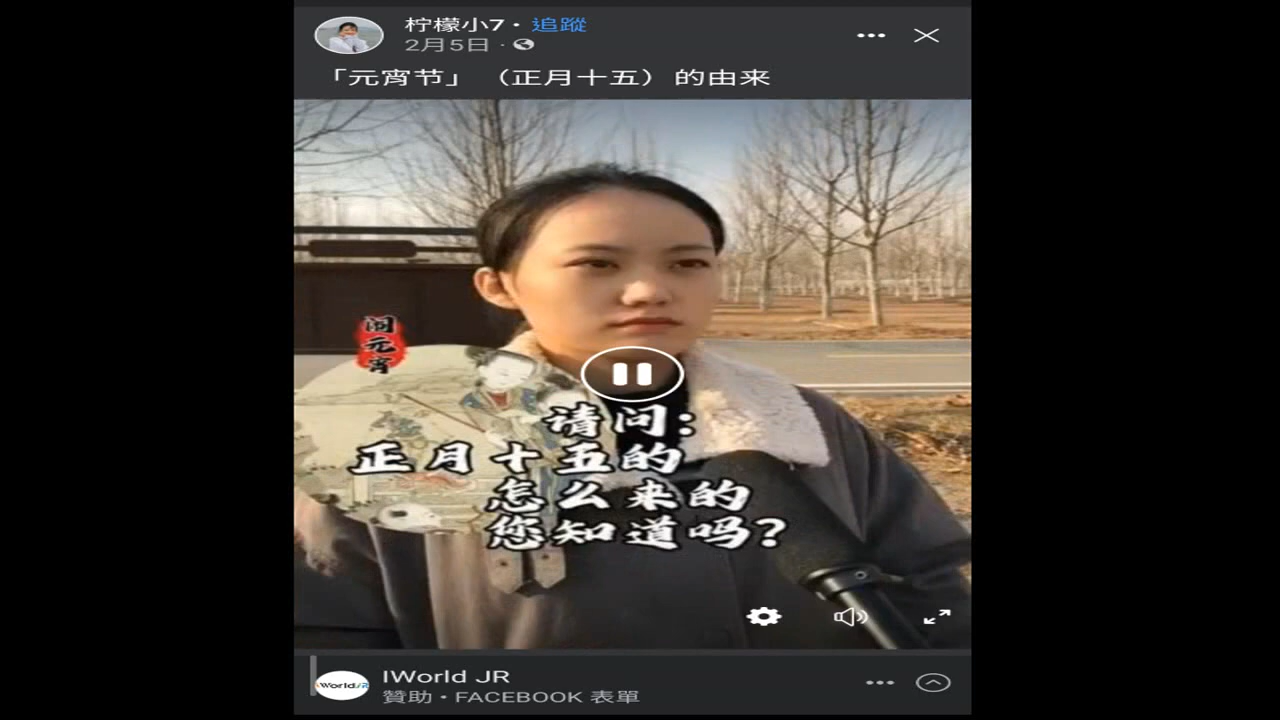 柠檬小7 · 追蹤
2月5日 ·
「元宵节」（正月十五）的由来
闹元宵
请问：
正月十五的
怎么来的
您知道吗？
iWorldJR
IWorld JR
贊助 · FACEBOOK 表單